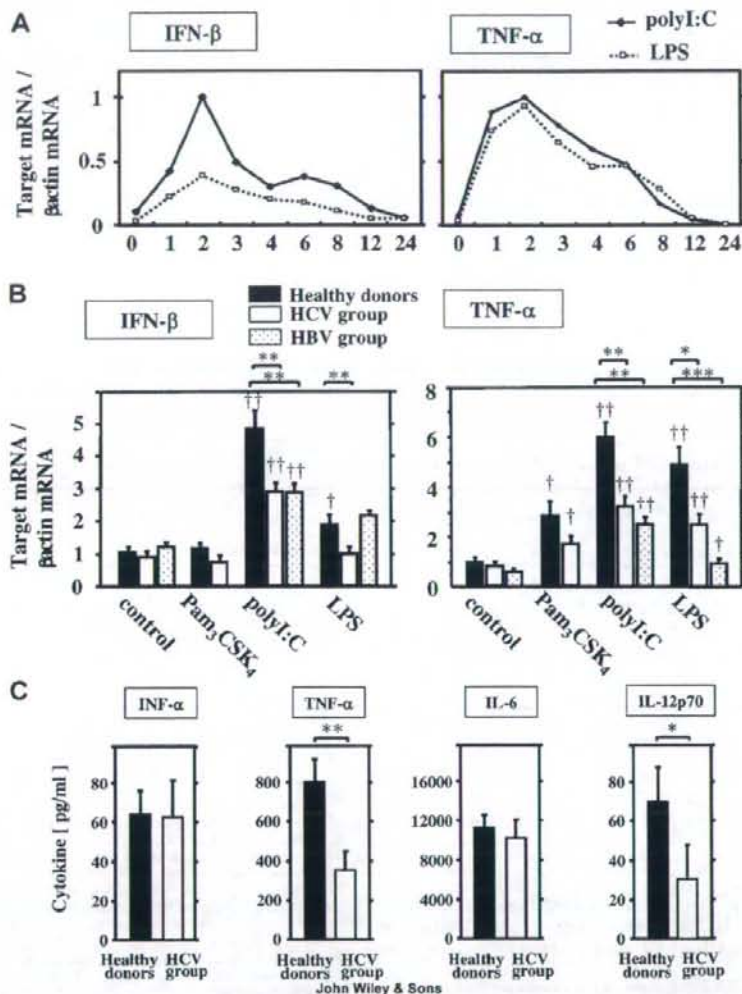 A
IFN-β
TNF-α
polyI:C
LPS
Target mRNA /
βactin mRNA
1
0.5
0
0 1 2 3 4 6 8 12 24
0 1 2 3 4 6 8 12 24
1
0.5
0
B
IFN-β
Healthy donors
HCV group
HBV group
TNF-α
Target mRNA /
βactin mRNA
5
4
3
2
1
0
** ** **
†† †† †† †
control
Pam3CSK4
polyI:C
LPS
8
6
4
2
0
** ** * ***
† † †† †† †† †† †† †
control
Pam3CSK4
polyI:C
LPS
C
INF-α
TNF-α
IL-6
IL-12p70
Cytokine [ pg/ml ]
80
60
40
20
0
Healthy donors
HCV group
**
800
600
400
200
0
Healthy donors
HCV group
16000
12000
8000
4000
0
Healthy donors
HCV group
*
80
60
40
20
0
Healthy donors
HCV group
John Wiley & Sons